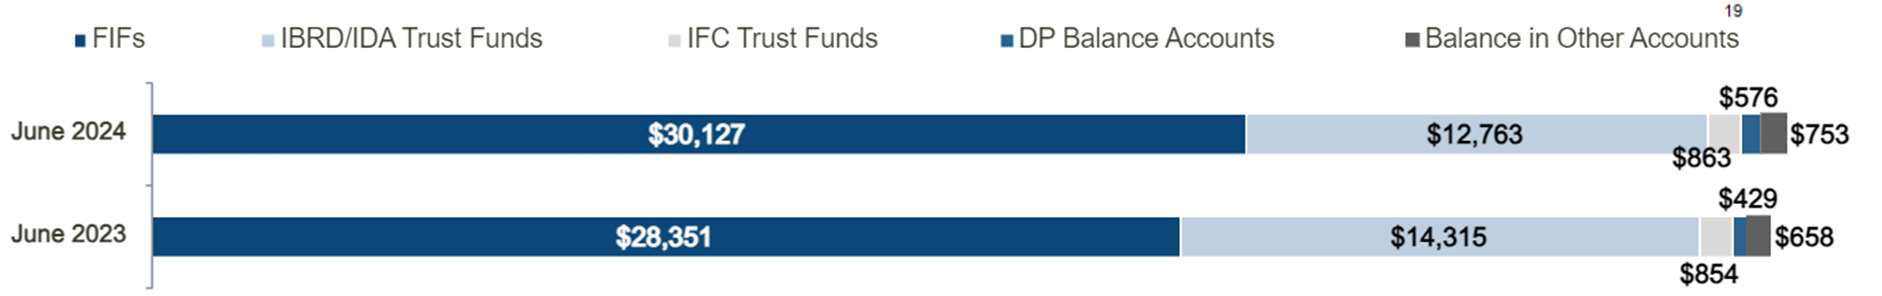 19
FIFs IBRD/IDA Trust Funds IFC Trust Funds DP Balance Accounts Balance in Other Accounts
$576
June 2024 $30,127 $12,763 $753
$863
$429
June 2023 $28,351 $14,315 $658
$854